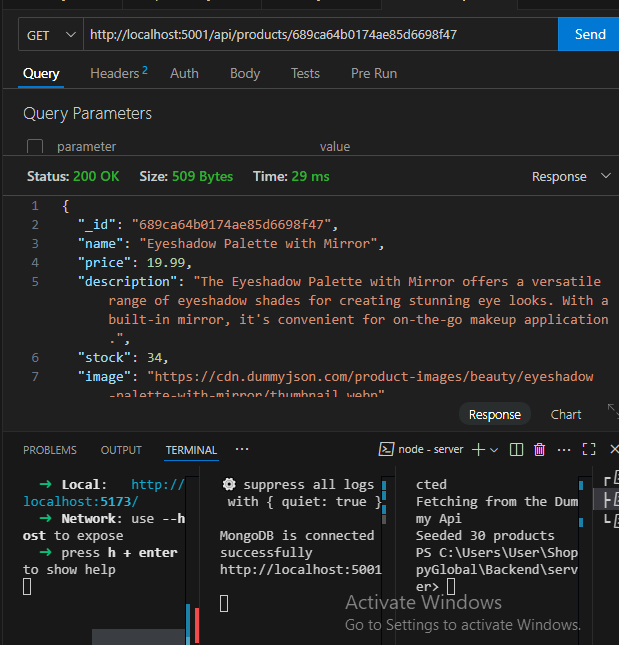 GET http://localhost:5001/api/products/689ca64b0174ae85d6698f47 Send
Query Headers 2 Auth Body Tests Pre Run
Query Parameters
parameter value
Status: 200 OK Size: 509 Bytes Time: 29 ms Response
1 {
2 "_id": "689ca64b0174ae85d6698f47",
3 "name": "Eyeshadow Palette with Mirror",
4 "price": 19.99,
5 "description": "The Eyeshadow Palette with Mirror offers a versatile
range of eyeshadow shades for creating stunning eye looks. With a
built-in mirror, it's convenient for on-the-go makeup application
.",
6 "stock": 34,
7 "image": "https://cdn.dummyjson.com/product-images/beauty/eyeshadow
-palette-with-mirror/thumbnail.webp"
Response Chart
PROBLEMS OUTPUT TERMINAL ··· node - server
➜ Local: http://
localhost:5173/
➜ Network: use --h
ost to expose
➜ press h + enter
to show help
⚙ suppress all logs
with { quiet: true }
MongoDB is connected
successfully
http://localhost:5001
cted
Fetching from the Dum
my Api
Seeded 30 products
PS C:\Users\User\Shop
pyGlobal\Backend\serv
er>
Activate Windows
Go to Settings to activate Windows.